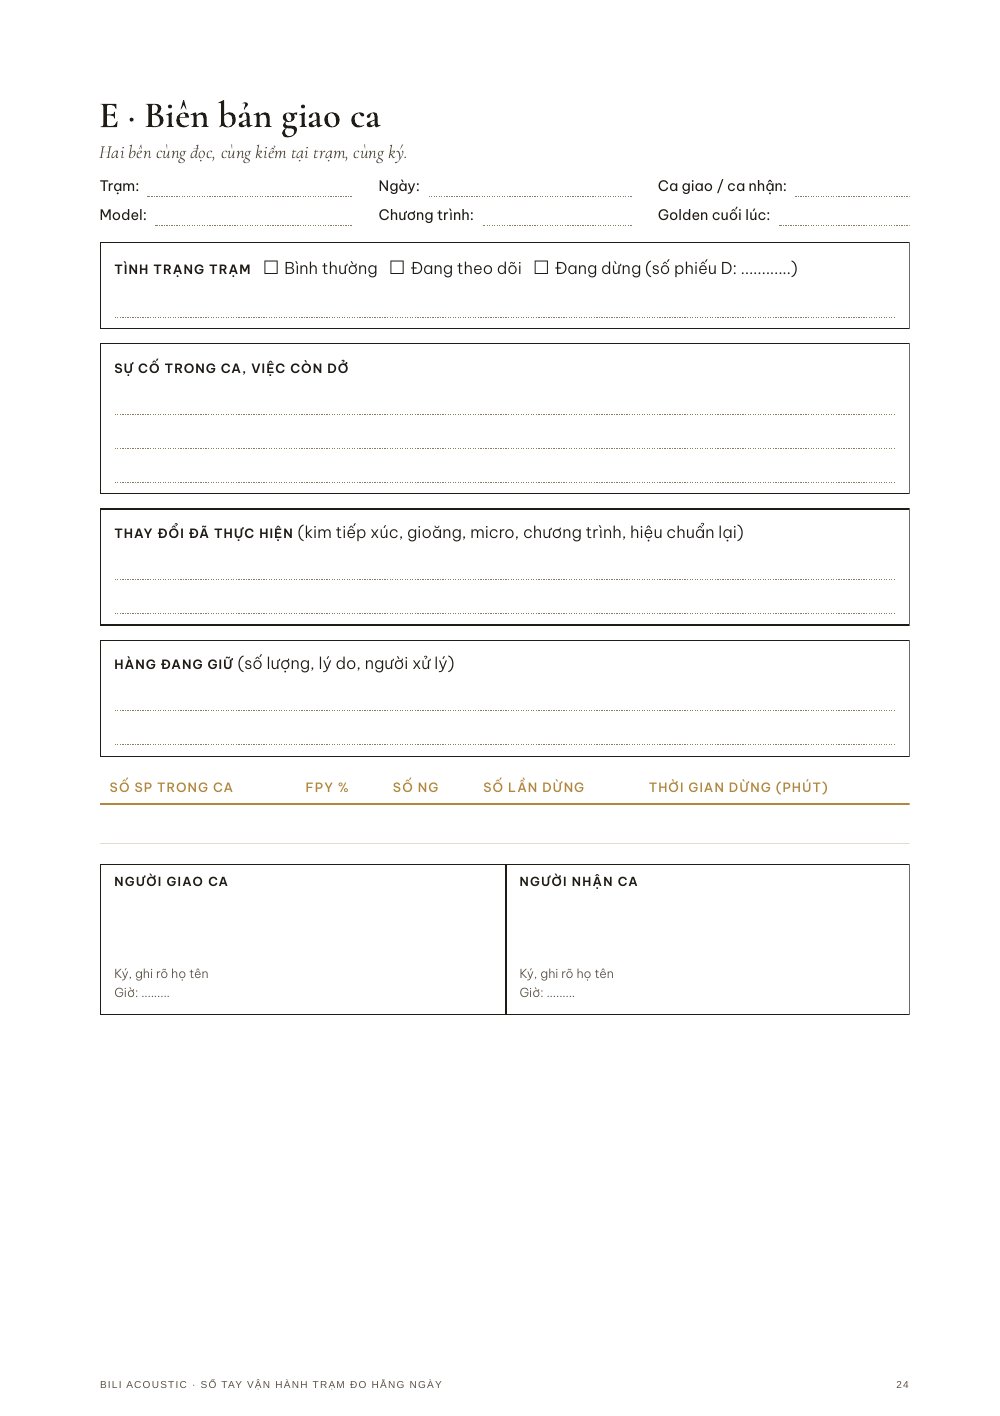 E · Biên bản giao ca
Hai bên cùng đọc, cùng kiểm tại trạm, cùng ký.
Trạm: Ngày: Ca giao / ca nhận:
Model: Chương trình: Golden cuối lúc:
TÌNH TRẠNG TRẠM ☐ Bình thường ☐ Đang theo dõi ☐ Đang dừng (số phiếu D: ............)
SỰ CỐ TRONG CA, VIỆC CÒN DỞ
THAY ĐỔI ĐÃ THỰC HIỆN (kim tiếp xúc, gioăng, micro, chương trình, hiệu chuẩn lại)
HÀNG ĐANG GIỮ (số lượng, lý do, người xử lý)
SỐ SP TRONG CA FPY % SỐ NG SỐ LẦN DỪNG THỜI GIAN DỪNG (PHÚT)
NGƯỜI GIAO CA NGƯỜI NHẬN CA
Ký, ghi rõ họ tên Ký, ghi rõ họ tên
Giờ: ......... Giờ: .........
BILI ACOUSTIC · SỔ TAY VẬN HÀNH TRẠM ĐO HẰNG NGÀY 24